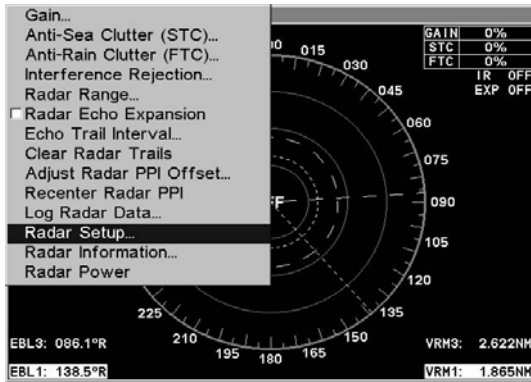 Gain...
Anti-Sea Clutter (STC)...
Anti-Rain Clutter (FTC)...
Interference Rejection...
Radar Range...
Radar Echo Expansion
Echo Trail Interval...
Clear Radar Trails
Adjust Radar PPI Offset...
Recenter Radar PPI
Log Radar Data...
Radar Setup...
Radar Information...
Radar Power
GAIN 0%
STC 0%
FTC 0%
IR OFF
EXP OFF
015
030
045
060
075
090
105
120
135
150
165
180
195
210
225
EBL3: 086.1ºR
EBL1: 138.5ºR
VRM3: 2.622NM
VRM1: 1.865NM